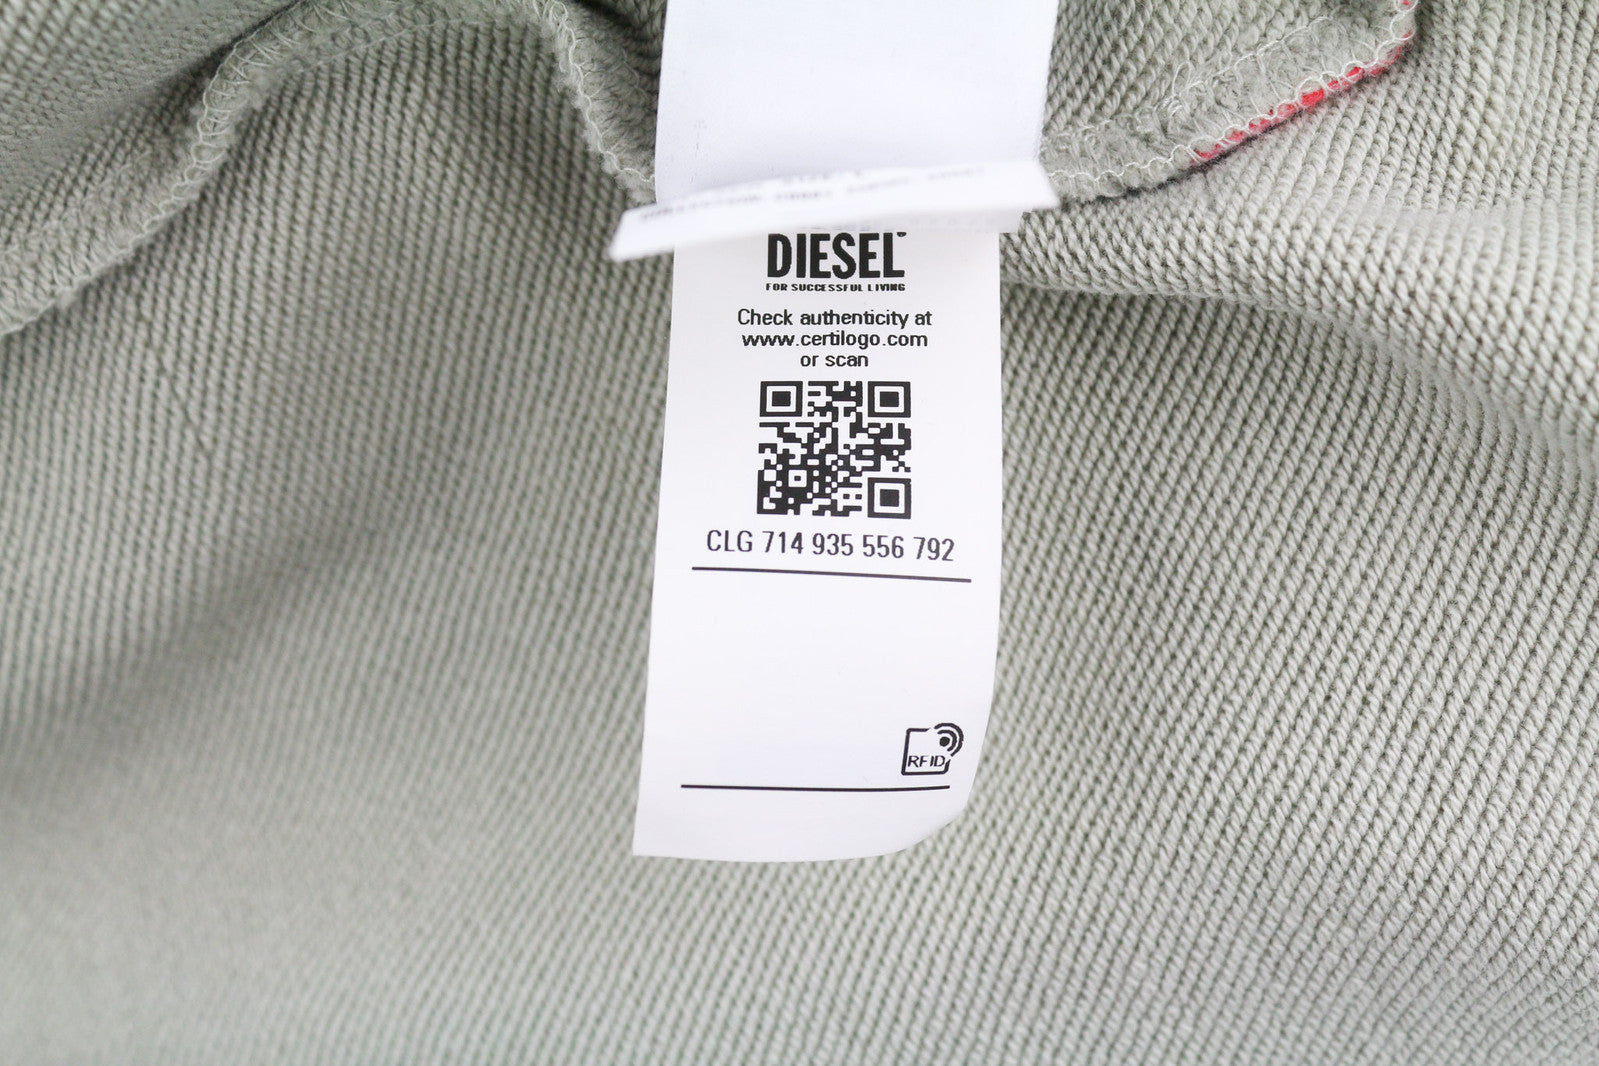 DIESEL
FOR SUCCESSFUL LIVING
Check authenticity at
www.certilogo.com
or scan
CLG 714 935 556 792
RFID